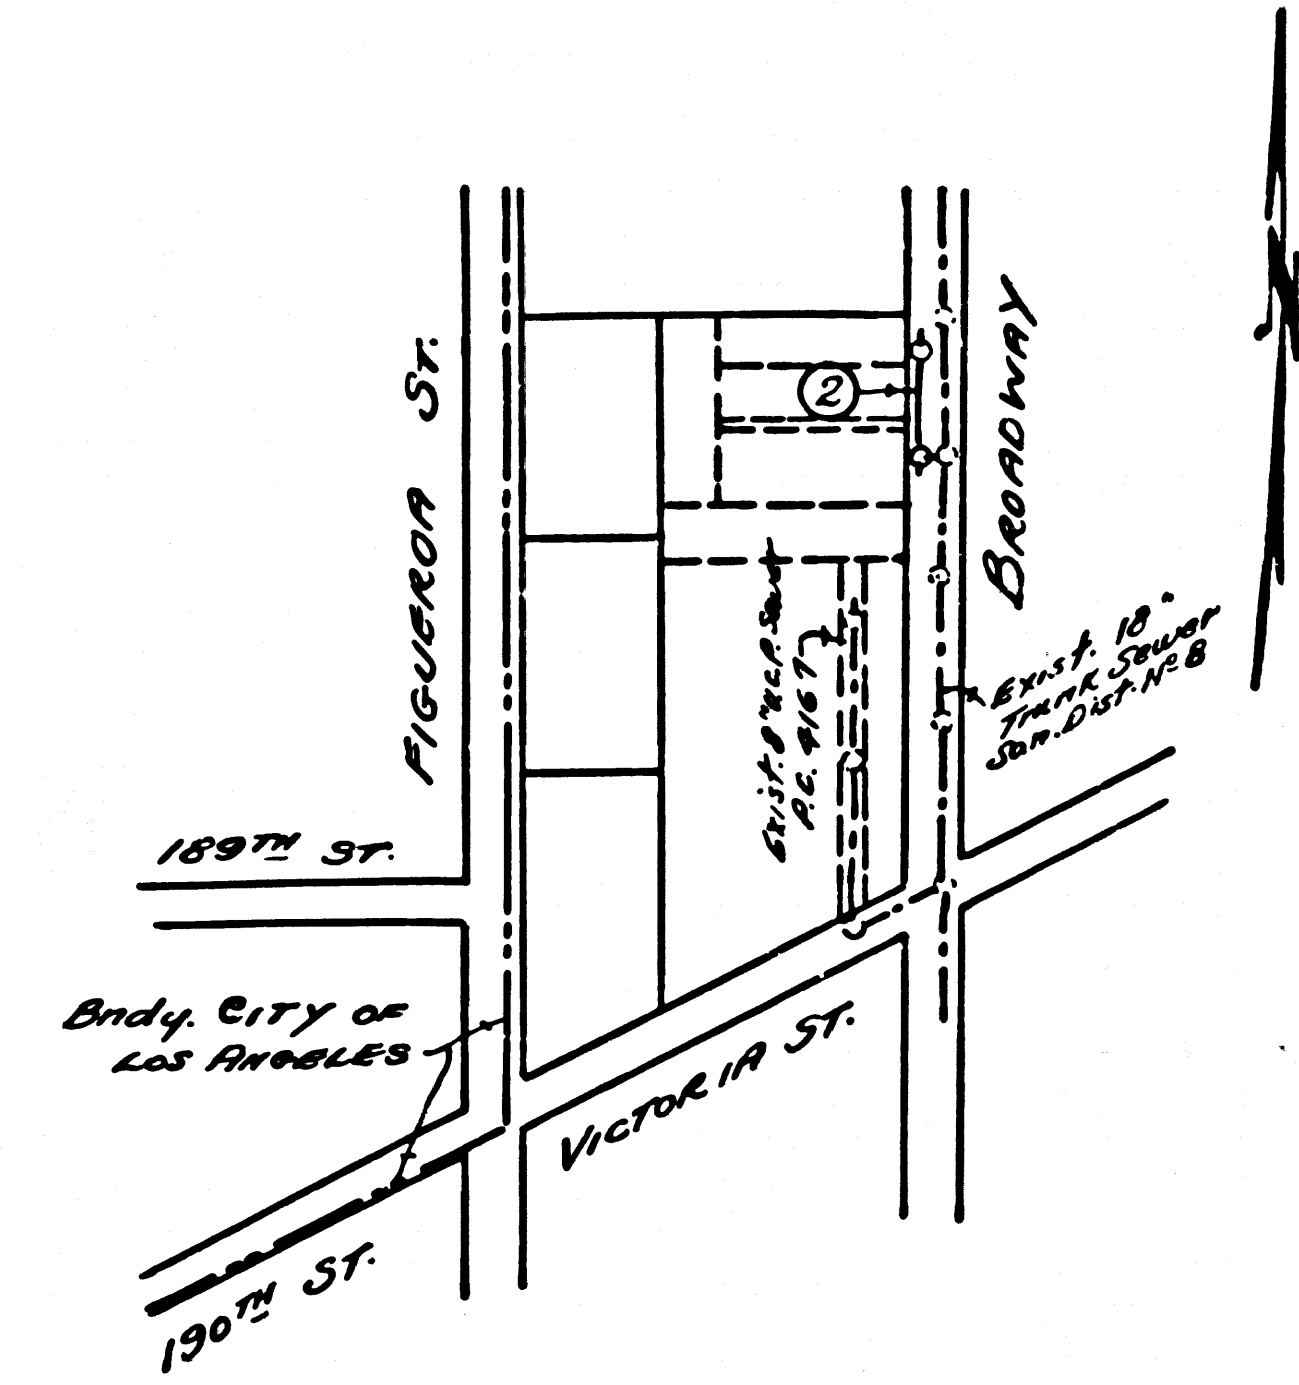 FIGUEROA ST.
BROADWAY
2
Exist. 8" V.C.P. Sewer
P.C. 4167
Exist. 18"
Trunk Sewer
San. Dist. No 8
189TH ST.
Bndy. CITY OF
LOS ANGELES
VICTORIA ST.
190TH ST.